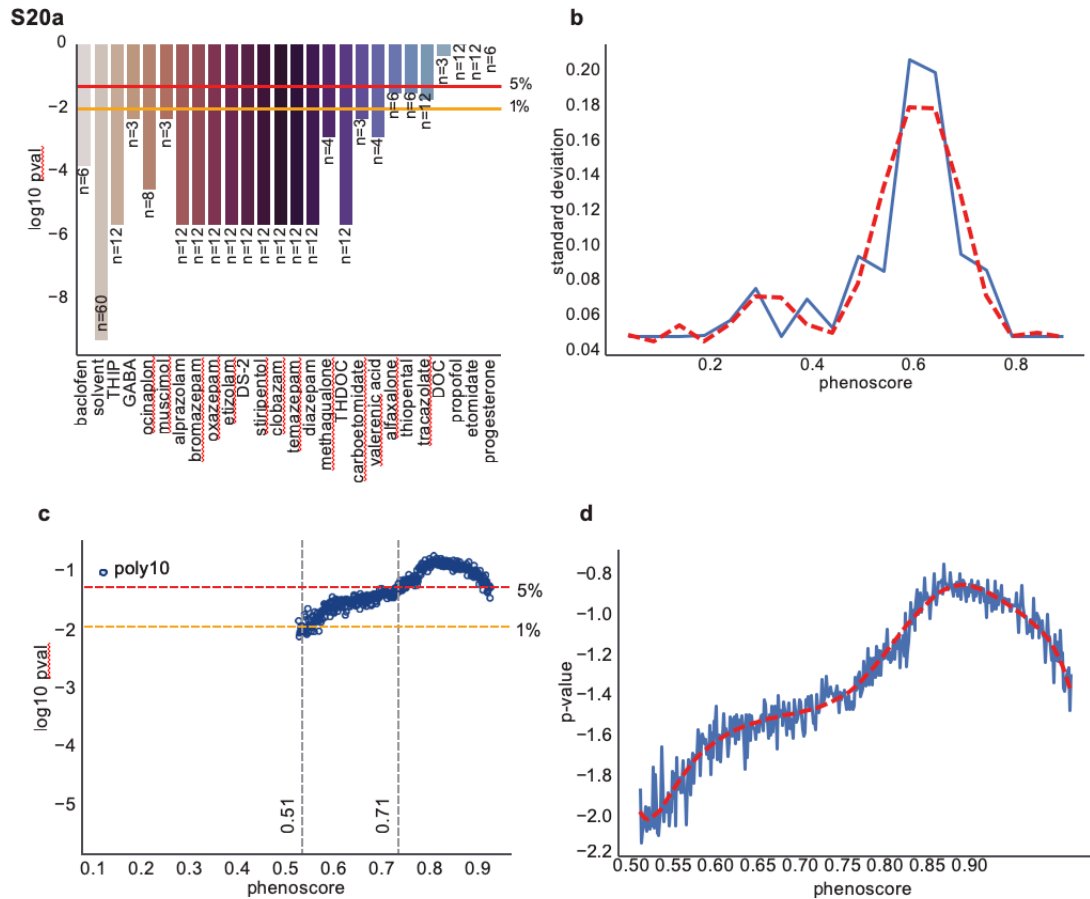 S20a
0
−2
−4
−6
−8
log10 pval
5%
1%
n=6
n=60
n=12
n=3
n=8
n=3
n=12
n=12
n=12
n=12
n=12
n=12
n=12
n=12
n=12
n=4
n=12
n=3
n=4
n=6
n=6
n=12
n=3
n=12
n=12
n=6
baclofen
solvent
THIP
GABA
ocinaplon
muscimol
alprazolam
bromazepam
oxazepam
etizolam
DS-2
stiripentol
clobazam
temazepam
diazepam
methaqualone
THDOC
carboetomidate
valerenic acid
alfaxalone
thiopental
tracazolate
DOC
propofol
etomidate
progesterone
b
0.20
0.18
0.16
0.14
0.12
0.10
0.08
0.06
0.04
standard deviation
0.2
0.4
0.6
0.8
phenoscore
c
−1
−2
−3
−4
−5
log10 pval
poly10
5%
1%
0.51
0.71
0.1
0.2
0.3
0.4
0.5
0.6
0.7
0.8
0.9
phenoscore
d
−0.8
−1.0
−1.2
−1.4
−1.6
−1.8
−2.0
−2.2
p-value
0.50
0.55
0.60
0.65
0.70
0.75
0.80
0.85
0.90
phenoscore